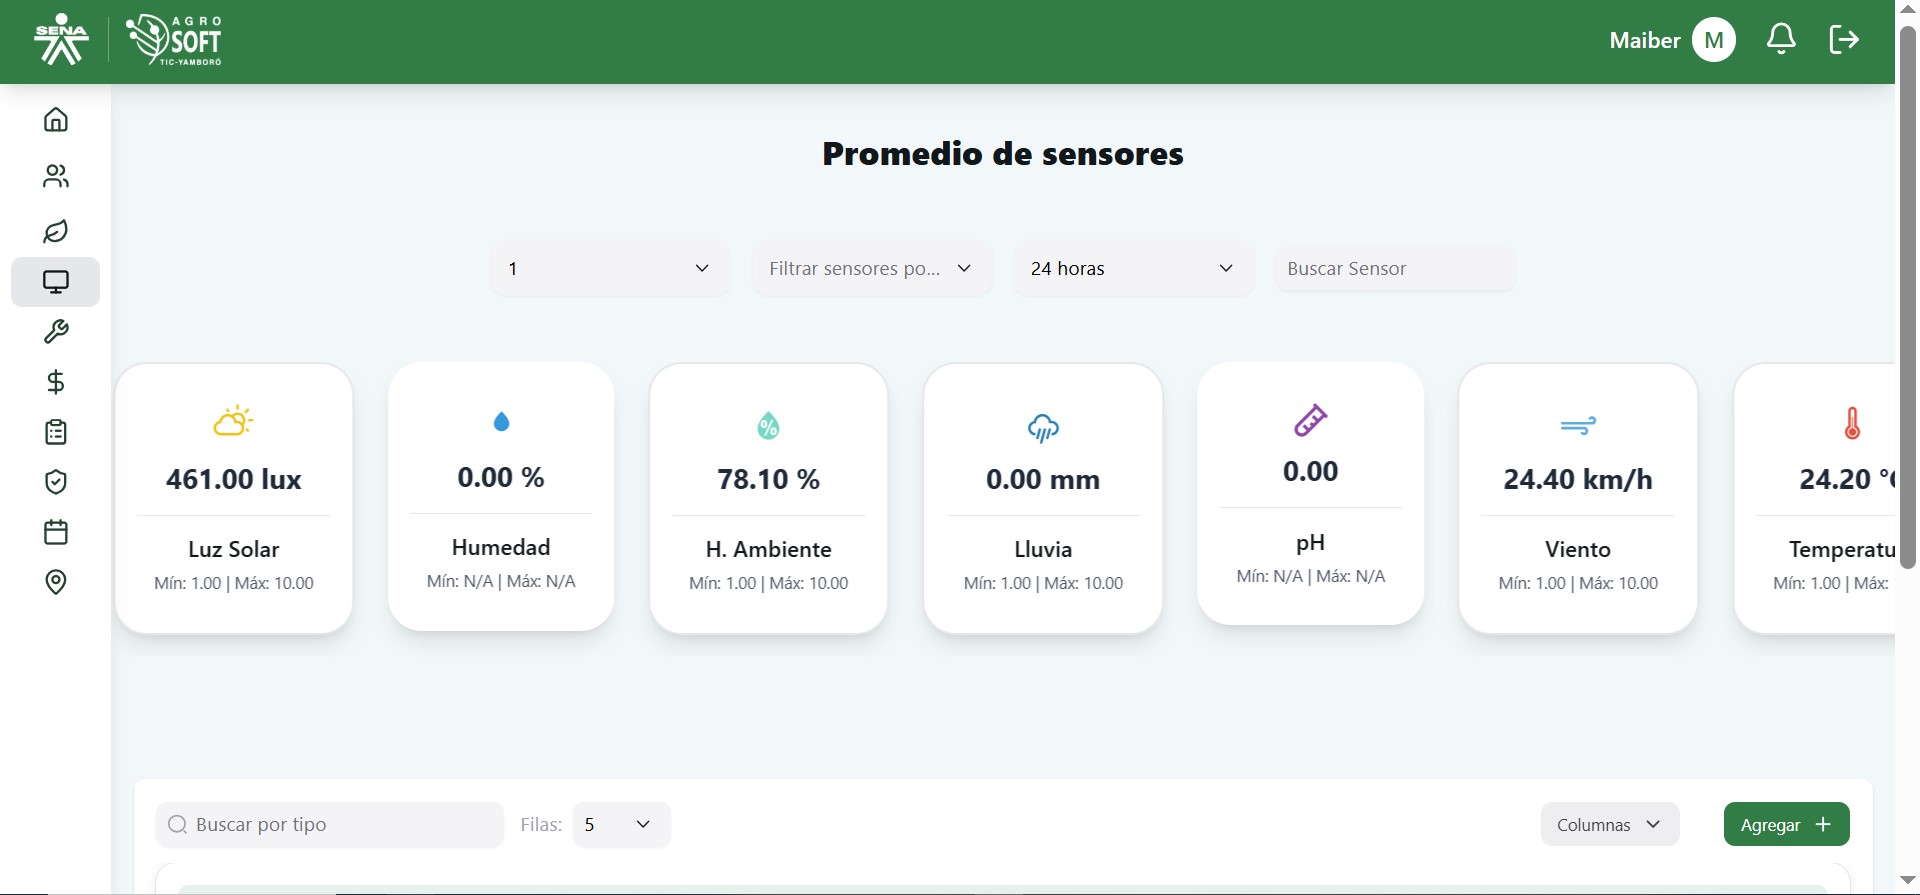 SENA
AGRO
SOFT
TIC-YAMBORÓ
Maiber
M
Promedio de sensores
1
Filtrar sensores po...
24 horas
Buscar Sensor
461.00 lux
Luz Solar
Mín: 1.00 | Máx: 10.00
0.00 %
Humedad
Mín: N/A | Máx: N/A
%
78.10 %
H. Ambiente
Mín: 1.00 | Máx: 10.00
0.00 mm
Lluvia
Mín: 1.00 | Máx: 10.00
0.00
pH
Mín: N/A | Máx: N/A
24.40 km/h
Viento
Mín: 1.00 | Máx: 10.00
24.20 °
Temperatu
Mín: 1.00 | Máx:
Buscar por tipo
Filas:
5
Columnas
Agregar +